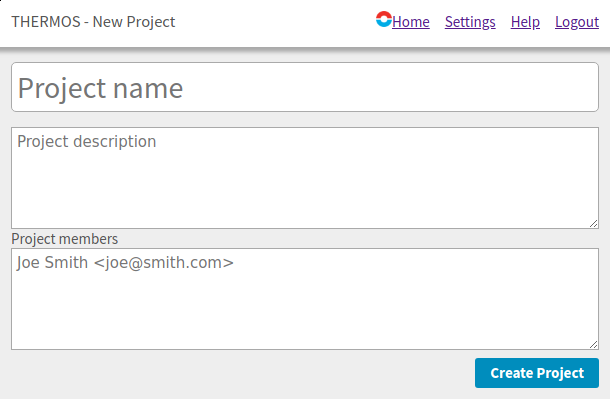 THERMOS - New Project Home Settings Help Logout
Project name
Project description
Project members
Joe Smith <joe@smith.com>
Create Project